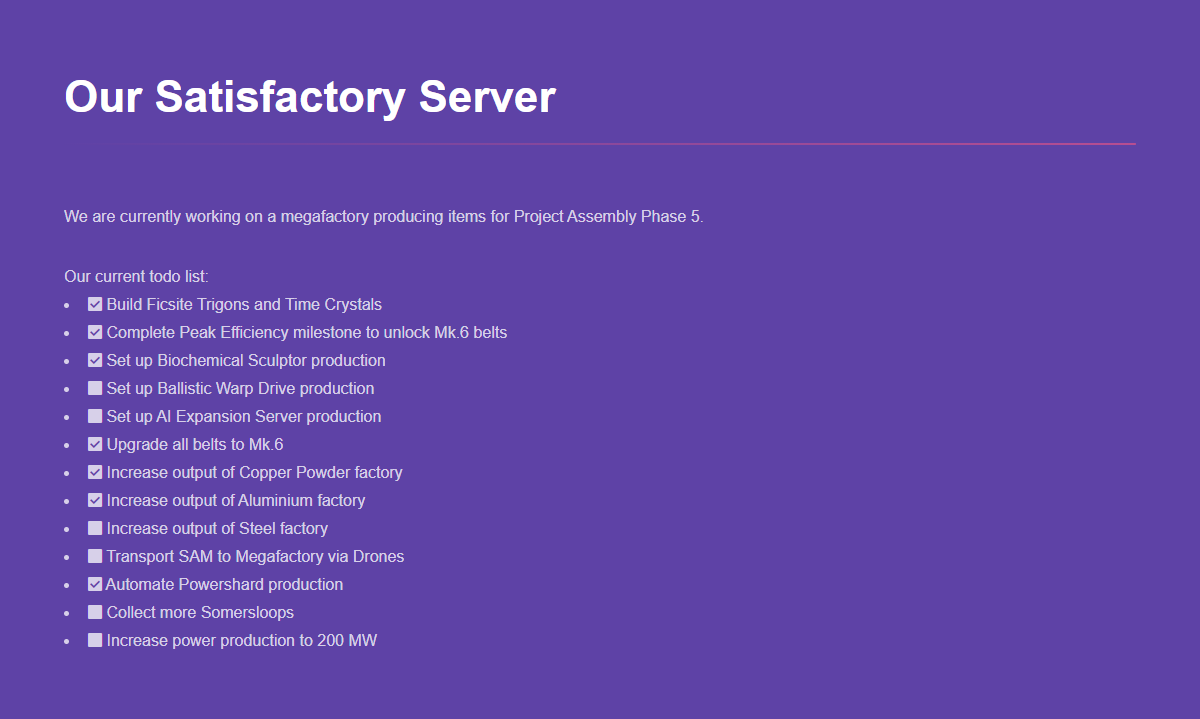 Our Satisfactory Server
We are currently working on a megafactory producing items for Project Assembly Phase 5.
Our current todo list:
• ☑ Build Ficsite Trigons and Time Crystals
• ☑ Complete Peak Efficiency milestone to unlock Mk.6 belts
• ☑ Set up Biochemical Sculptor production
• ☐ Set up Ballistic Warp Drive production
• ☐ Set up AI Expansion Server production
• ☑ Upgrade all belts to Mk.6
• ☑ Increase output of Copper Powder factory
• ☑ Increase output of Aluminium factory
• ☐ Increase output of Steel factory
• ☐ Transport SAM to Megafactory via Drones
• ☑ Automate Powershard production
• ☐ Collect more Somersloops
• ☐ Increase power production to 200 MW